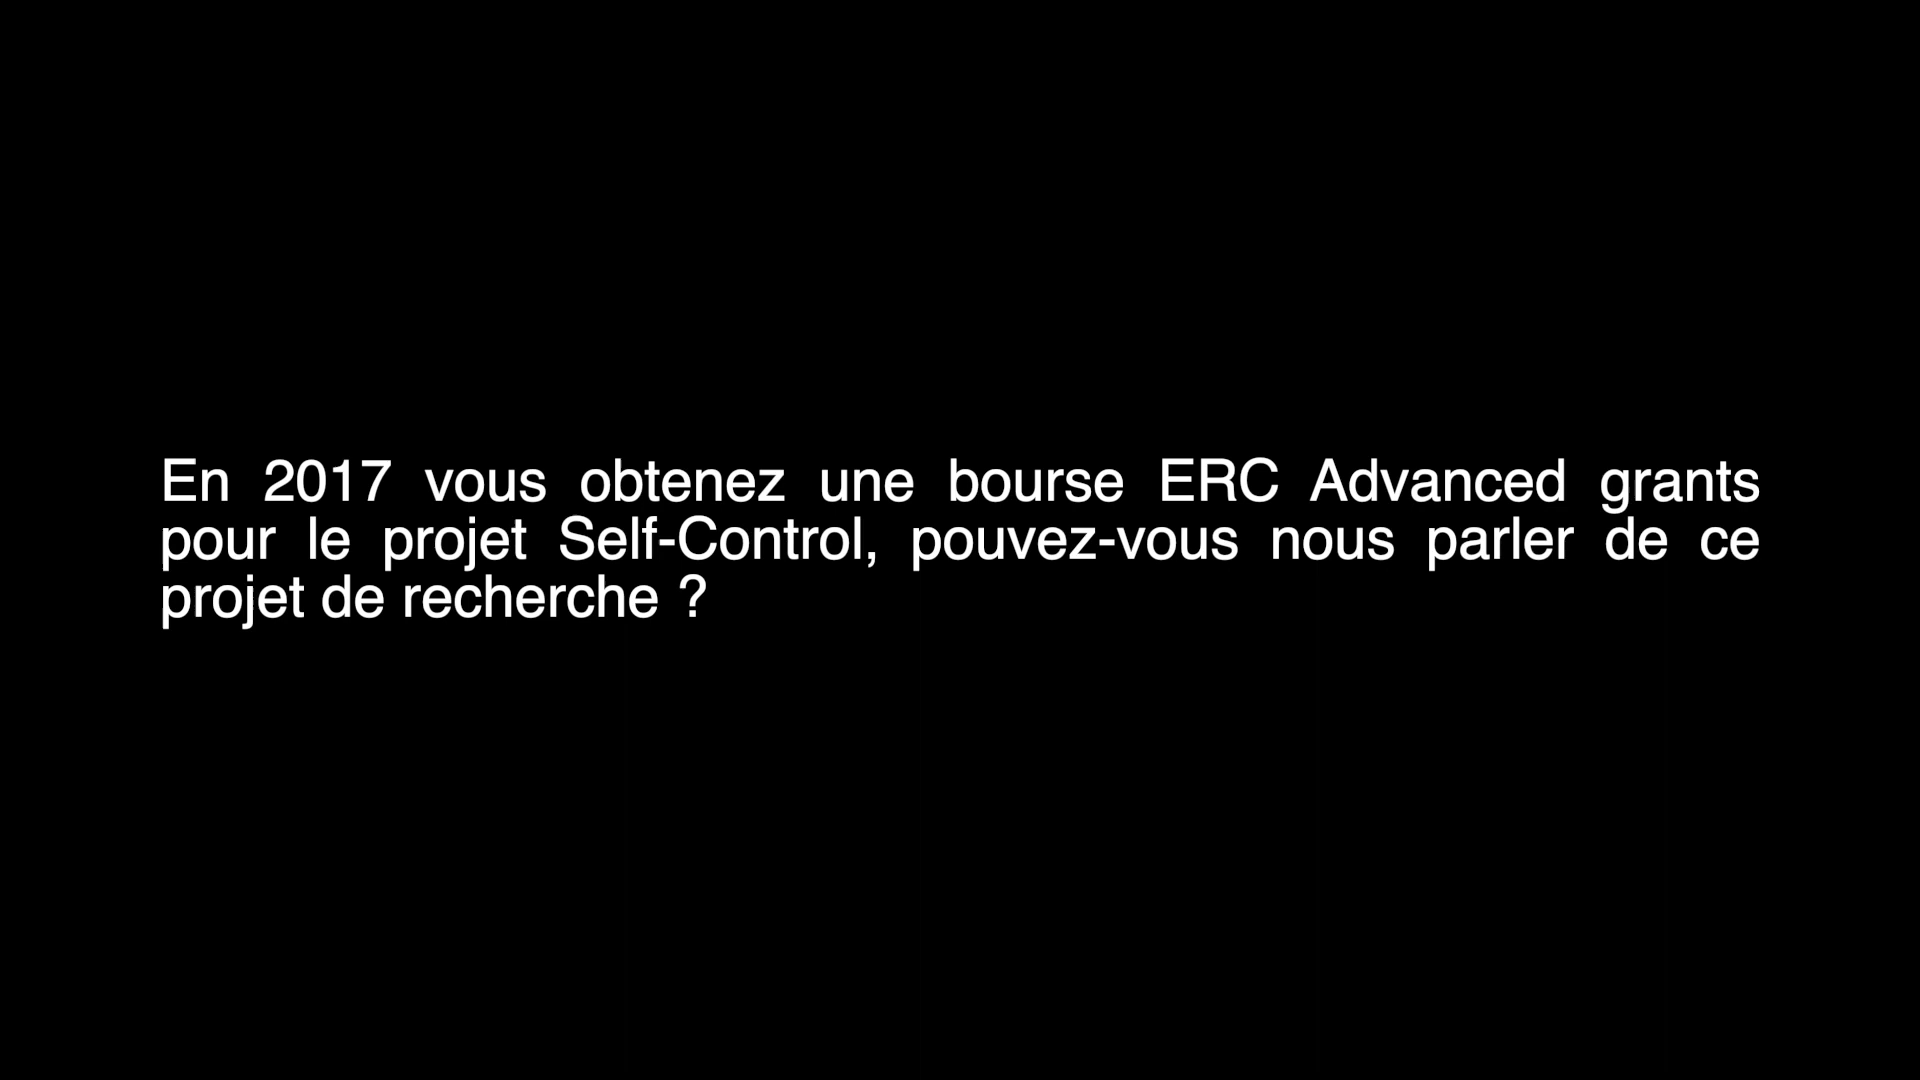 En 2017 vous obtenez une bourse ERC Advanced grants
pour le projet Self-Control, pouvez-vous nous parler de ce
projet de recherche ?